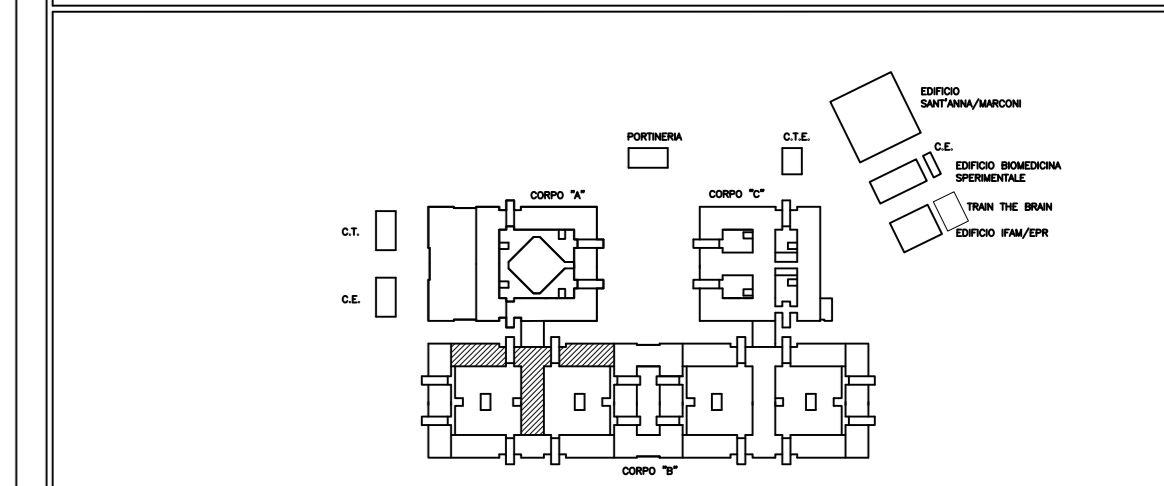 EDIFICIO
SANT'ANNA/MARCONI
PORTINERIA
C.T.E.
C.E.
EDIFICIO BIOMEDICINA
SPERIMENTALE
CORPO "A"
CORPO "C"
TRAIN THE BRAIN
C.T.
EDIFICIO IFAM/EPR
C.E.
CORPO "B"